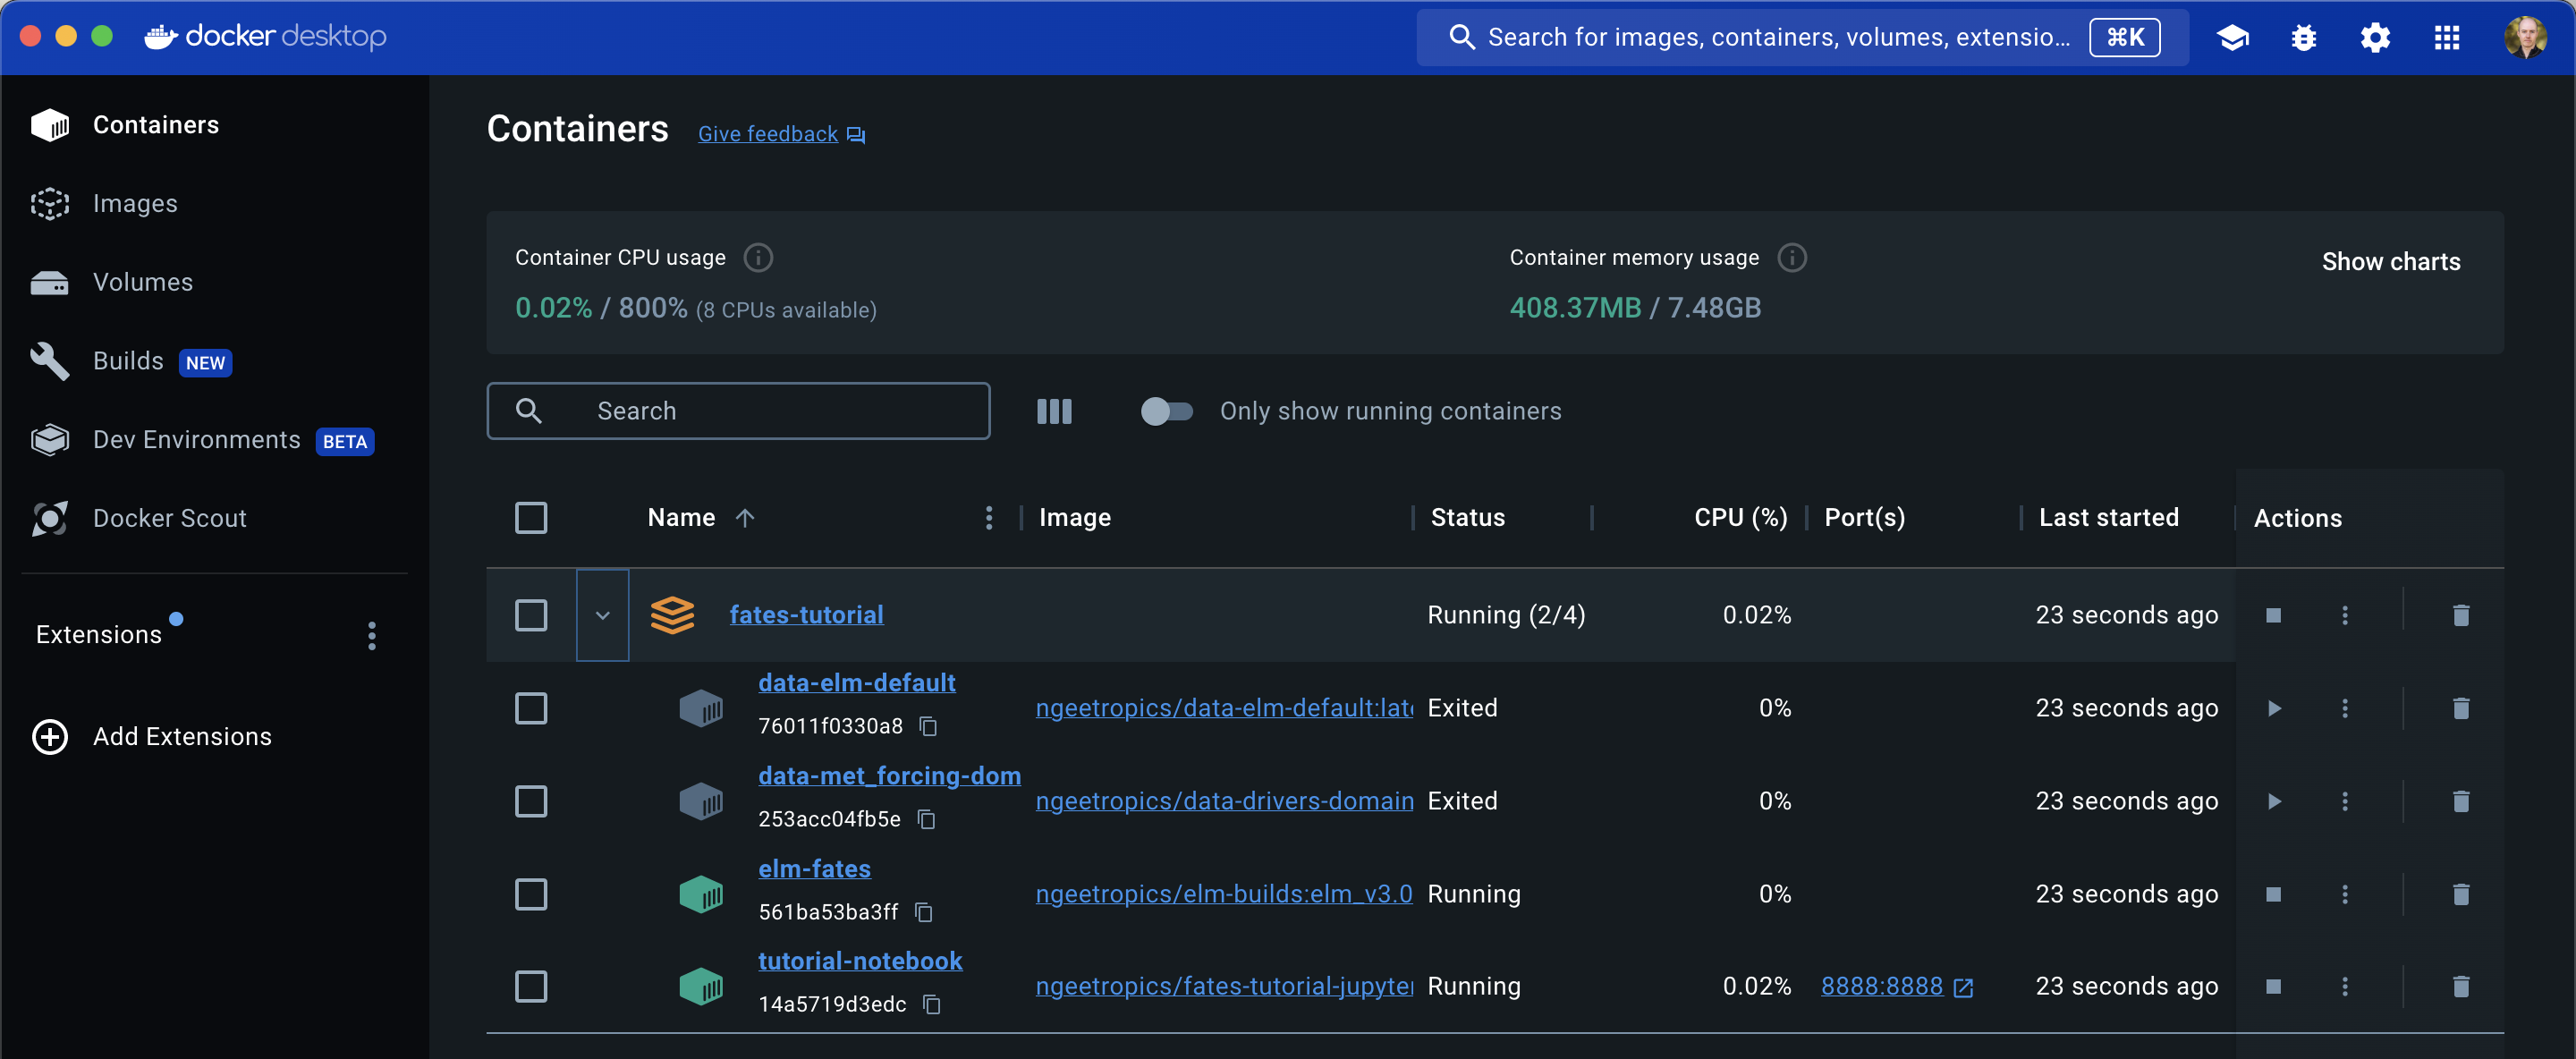 docker desktop
Search for images, containers, volumes, extensio... ⌘K
Containers
Images
Volumes
Builds NEW
Dev Environments BETA
Docker Scout
Extensions
Add Extensions
Containers Give feedback
Container CPU usage
0.02% / 800% (8 CPUs available)
Container memory usage
408.37MB / 7.48GB
Show charts
Search
Only show running containers
Name Image Status CPU (%) Port(s) Last started Actions
fates-tutorial Running (2/4) 0.02% 23 seconds ago
data-elm-default
76011f0330a8
ngeetropics/data-elm-default:late Exited 0% 23 seconds ago
data-met_forcing-dom
253acc04fb5e
ngeetropics/data-drivers-domain Exited 0% 23 seconds ago
elm-fates
561ba53ba3ff
ngeetropics/elm-builds:elm_v3.0 Running 0% 23 seconds ago
tutorial-notebook
14a5719d3edc
ngeetropics/fates-tutorial-jupyter Running 0.02% 8888:8888 23 seconds ago